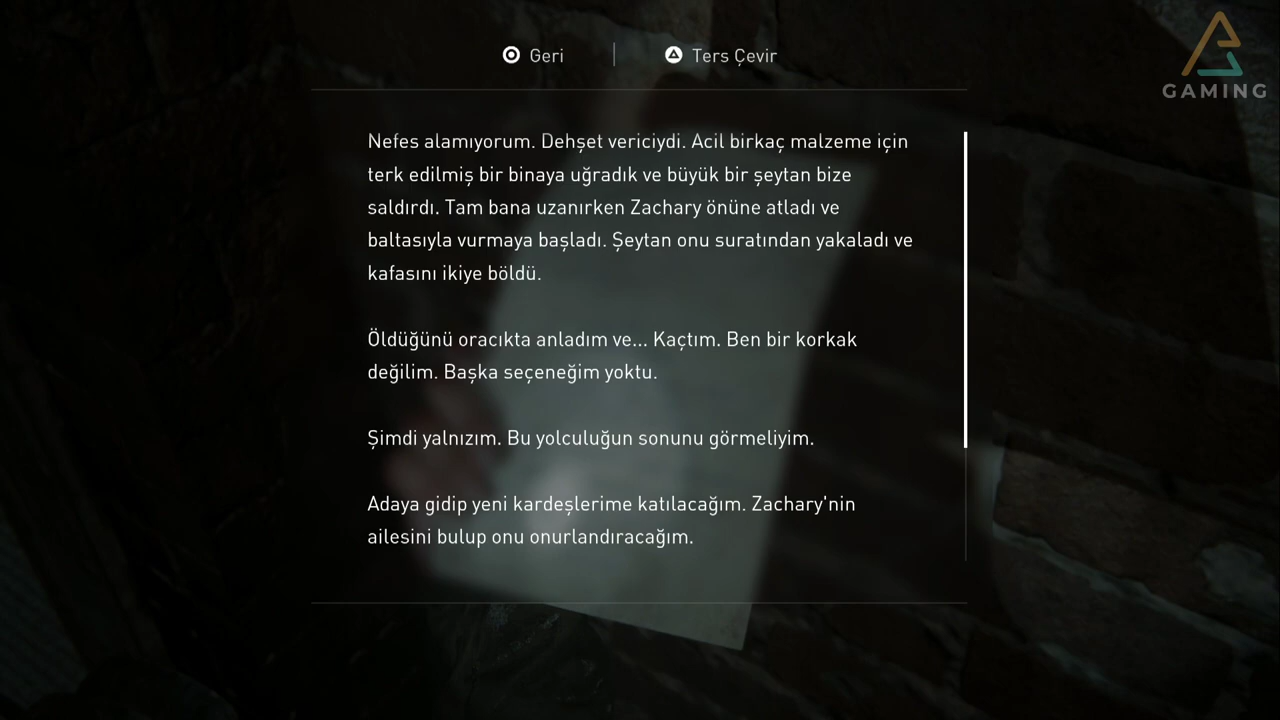 Geri
Ters Çevir
GAMING
Nefes alamıyorum. Dehşet vericiydi. Acil birkaç malzeme için
terk edilmiş bir binaya uğradık ve büyük bir şeytan bize
saldırdı. Tam bana uzanırken Zachary önüne atladı ve
baltasıyla vurmaya başladı. Şeytan onu suratından yakaladı ve
kafasını ikiye böldü.
Öldüğünü oracıkta anladım ve... Kaçtım. Ben bir korkak
değilim. Başka seçeneğim yoktu.
Şimdi yalnızım. Bu yolculuğun sonunu görmeliyim.
Adaya gidip yeni kardeşlerime katılacağım. Zachary'nin
ailesini bulup onu onurlandıracağım.